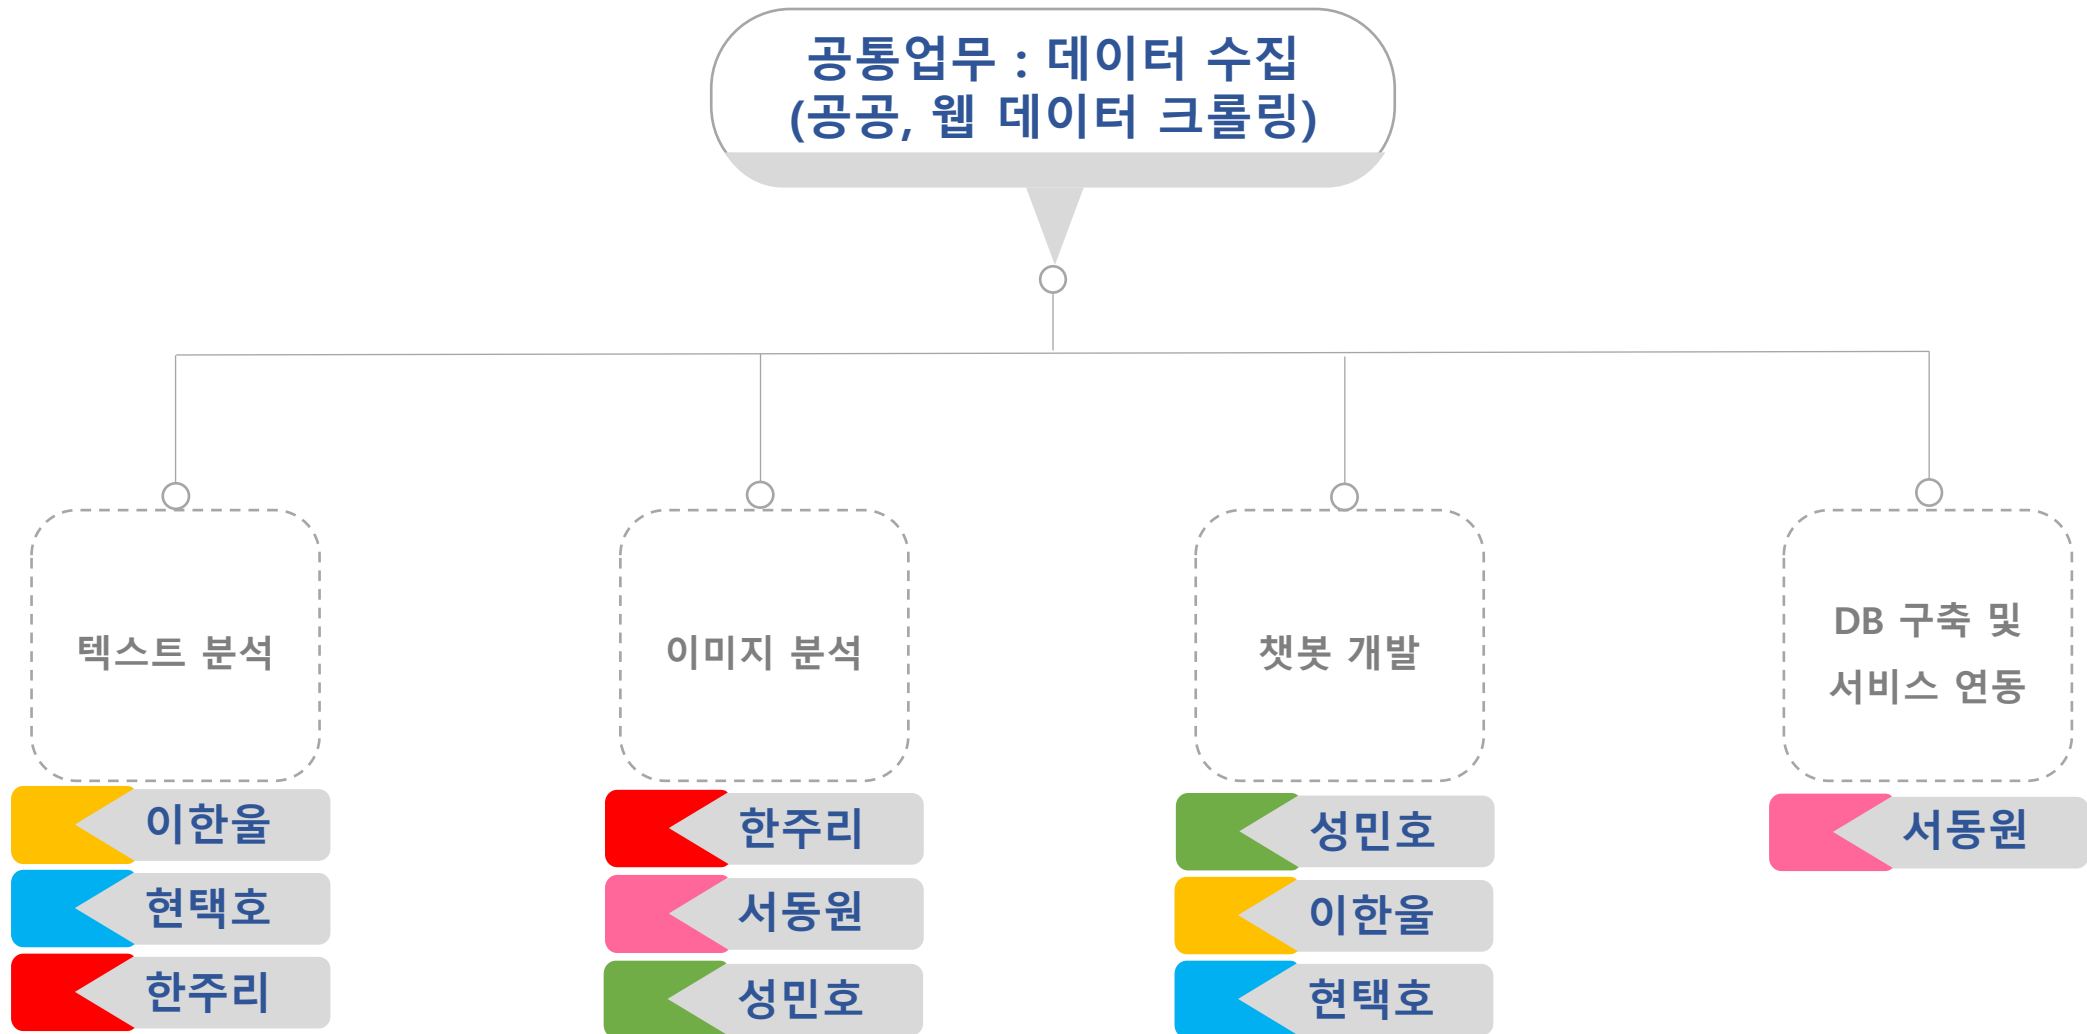 공통업무 : 데이터 수집
(공공, 웹 데이터 크롤링)
텍스트 분석
이한울
현택호
한주리
이미지 분석
한주리
서동원
성민호
챗봇 개발
성민호
이한울
현택호
DB 구축 및
서비스 연동
서동원